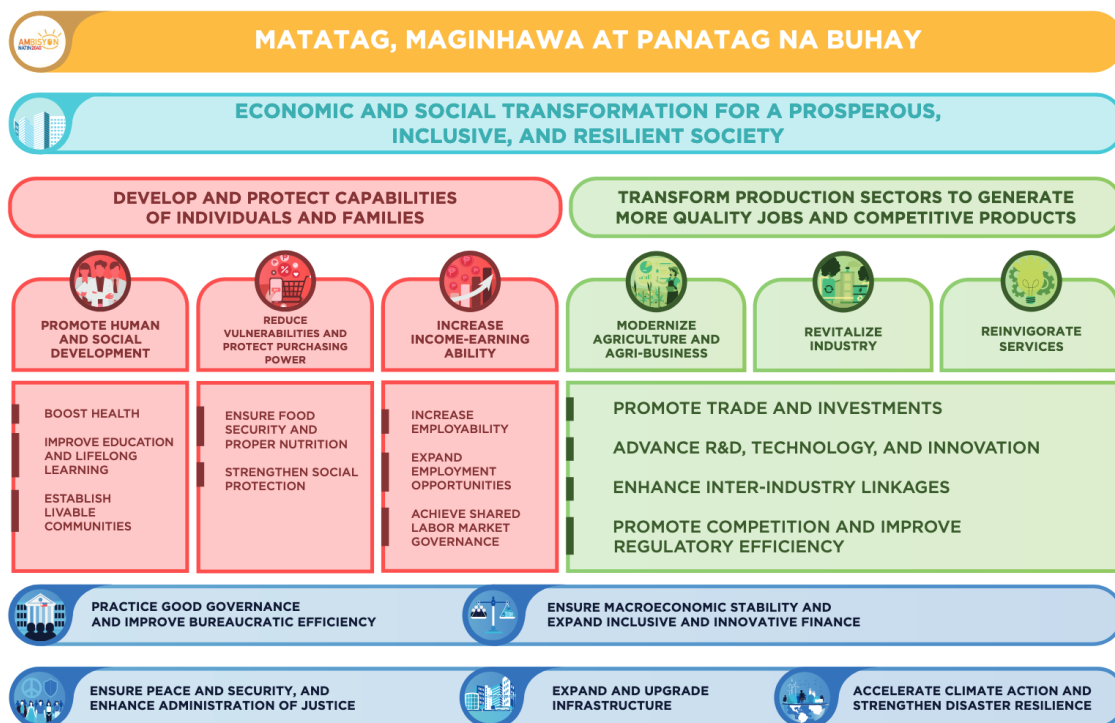 AMBISYON
NATIN2040
MATATAG, MAGINHAWA AT PANATAG NA BUHAY
ECONOMIC AND SOCIAL TRANSFORMATION FOR A PROSPEROUS,
INCLUSIVE, AND RESILIENT SOCIETY
DEVELOP AND PROTECT CAPABILITIES
OF INDIVIDUALS AND FAMILIES
TRANSFORM PRODUCTION SECTORS TO GENERATE
MORE QUALITY JOBS AND COMPETITIVE PRODUCTS
PROMOTE HUMAN
AND SOCIAL
DEVELOPMENT
REDUCE
VULNERABILITIES AND
PROTECT PURCHASING
POWER
INCREASE
INCOME-EARNING
ABILITY
MODERNIZE
AGRICULTURE AND
AGRI-BUSINESS
REVITALIZE
INDUSTRY
REINVIGORATE
SERVICES
BOOST HEALTH
IMPROVE EDUCATION
AND LIFELONG
LEARNING
ESTABLISH
LIVABLE
COMMUNITIES
ENSURE FOOD
SECURITY AND
PROPER NUTRITION
STRENGTHEN SOCIAL
PROTECTION
INCREASE
EMPLOYABILITY
EXPAND
EMPLOYMENT
OPPORTUNITIES
ACHIEVE SHARED
LABOR MARKET
GOVERNANCE
PROMOTE TRADE AND INVESTMENTS
ADVANCE R&D, TECHNOLOGY, AND INNOVATION
ENHANCE INTER-INDUSTRY LINKAGES
PROMOTE COMPETITION AND IMPROVE
REGULATORY EFFICIENCY
PRACTICE GOOD GOVERNANCE
AND IMPROVE BUREAUCRATIC EFFICIENCY
ENSURE MACROECONOMIC STABILITY AND
EXPAND INCLUSIVE AND INNOVATIVE FINANCE
ENSURE PEACE AND SECURITY, AND
ENHANCE ADMINISTRATION OF JUSTICE
EXPAND AND UPGRADE
INFRASTRUCTURE
ACCELERATE CLIMATE ACTION AND
STRENGTHEN DISASTER RESILIENCE